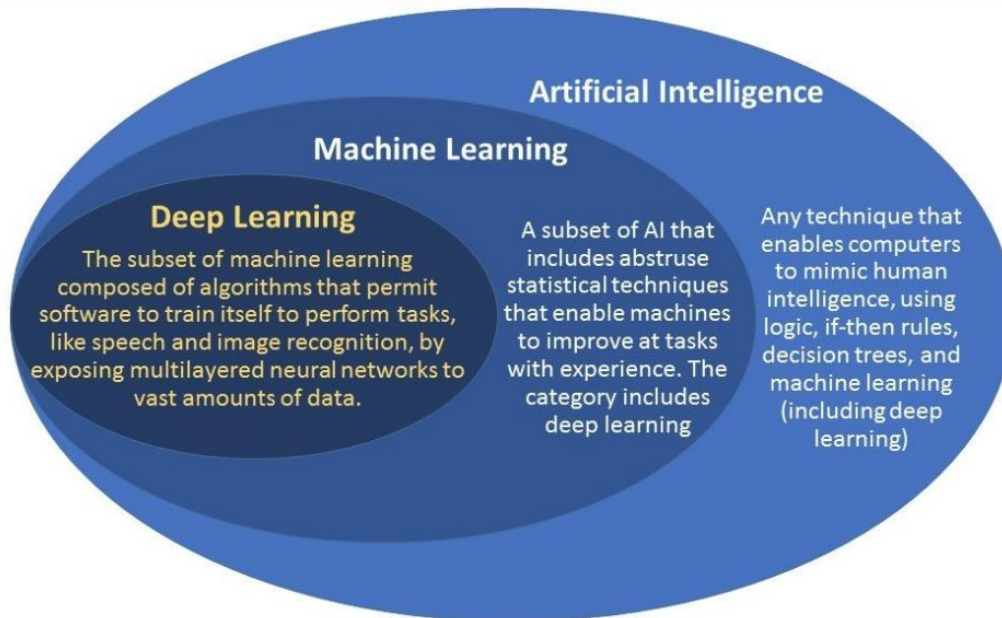 Artificial Intelligence
Machine Learning
Deep Learning
The subset of machine learning
composed of algorithms that permit
software to train itself to perform tasks,
like speech and image recognition, by
exposing multilayered neural networks to
vast amounts of data.
A subset of AI that
includes abstruse
statistical techniques
that enable machines
to improve at tasks
with experience. The
category includes
deep learning
Any technique that
enables computers
to mimic human
intelligence, using
logic, if-then rules,
decision trees, and
machine learning
(including deep
learning)